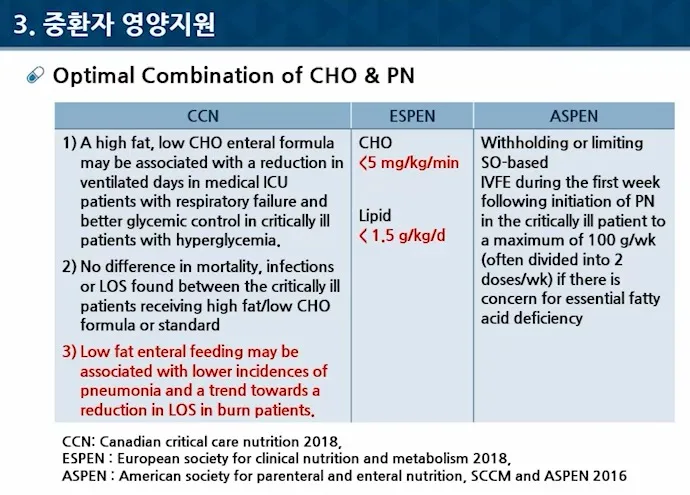 3. 중환자 영양지원
Optimal Combination of CHO & PN
CCN
1) A high fat, low CHO enteral formula
may be associated with a reduction in
ventilated days in medical ICU
patients with respiratory failure and
better glycemic control in critically ill
patients with hyperglycemia.
2) No difference in mortality, infections
or LOS found between the critically ill
patients receiving high fat/low CHO
formula or standard
3) Low fat enteral feeding may be
associated with lower incidences of
pneumonia and a trend towards a
reduction in LOS in burn patients.
ESPEN
CHO
<5 mg/kg/min
Lipid
< 1.5 g/kg/d
ASPEN
Withholding or limiting
SO-based
IVFE during the first week
following initiation of PN
in the critically ill patient to
a maximum of 100 g/wk
(often divided into 2
doses/wk) if there is
concern for essential fatty
acid deficiency
CCN: Canadian critical care nutrition 2018,
ESPEN : European society for clinical nutrition and metabolism 2018,
ASPEN : American society for parenteral and enteral nutrition, SCCM and ASPEN 2016